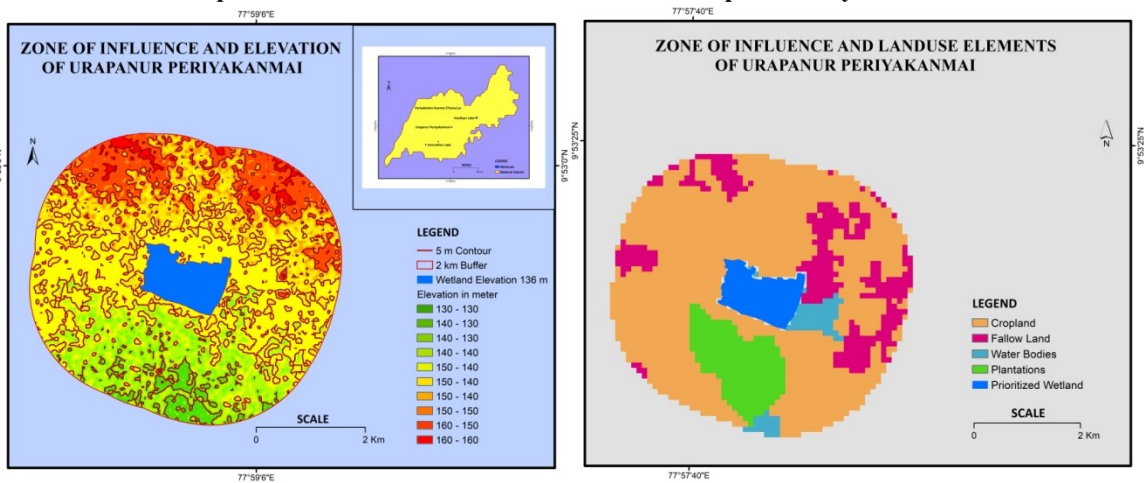 77°59'6"E
ZONE OF INFLUENCE AND ELEVATION
OF URAPANUR PERIYAKANMAI
N
9°53'0"N
LEGEND
5 m Contour
2 km Buffer
Wetland Elevation 136 m
Elevation in meter
130 - 130
140 - 130
140 - 130
140 - 140
150 - 140
150 - 140
150 - 140
150 - 150
160 - 150
160 - 160
SCALE
0 2 Km
77°59'6"E
77°57'40"E
ZONE OF INFLUENCE AND LANDUSE ELEMENTS
OF URAPANUR PERIYAKANMAI
9°53'25"N
9°53'25"N
N
LEGEND
Cropland
Fallow Land
Water Bodies
Plantations
Prioritized Wetland
SCALE
0 2 Km
77°57'40"E